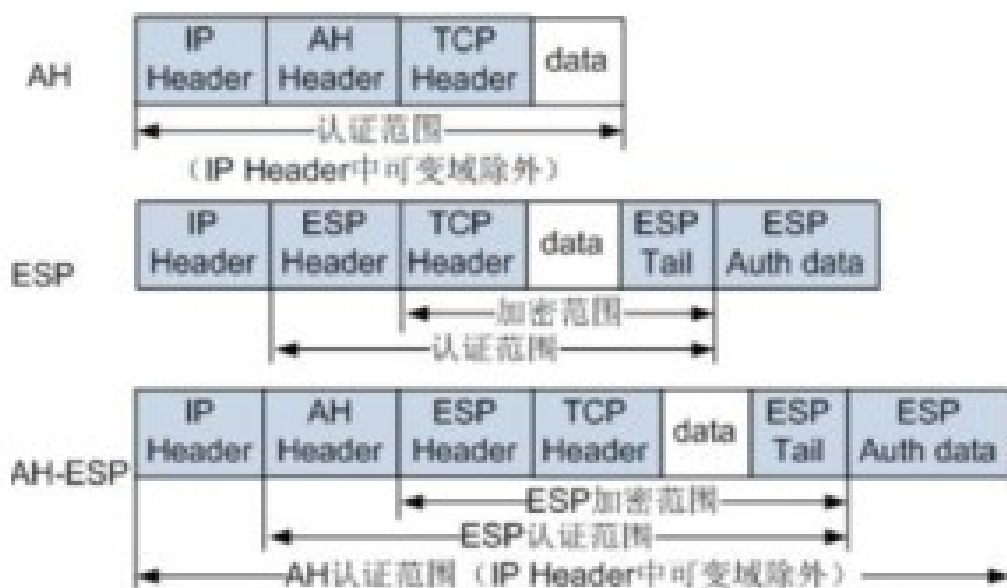 AH
IP Header
AH Header
TCP Header
data
认证范围
（IP Header中可变域除外）
ESP
IP Header
ESP Header
TCP Header
data
ESP Tail
ESP Auth data
加密范围
认证范围
AH-ESP
IP Header
AH Header
ESP Header
TCP Header
data
ESP Tail
ESP Auth data
ESP加密范围
ESP认证范围
AH认证范围（IP Header中可变域除外）